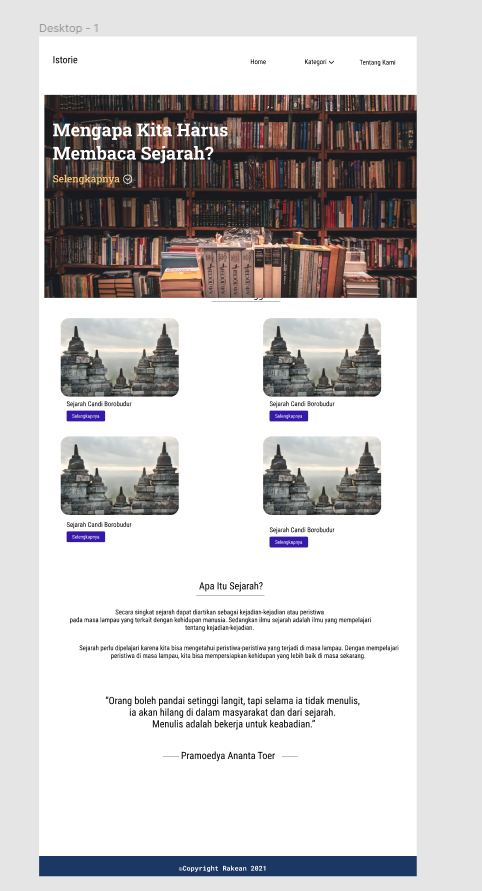 Desktop - 1
Istorie
Home Kategori Tentang Kami
Mengapa Kita Harus
Membaca Sejarah?
Selengkapnya
Sejarah Candi Borobudur
Selengkapnya
Sejarah Candi Borobudur
Selengkapnya
Sejarah Candi Borobudur
Selengkapnya
Sejarah Candi Borobudur
Selengkapnya
Apa Itu Sejarah?
Secara singkat sejarah dapat diartikan sebagai kejadian-kejadian atau peristiwa
pada masa lampau yang terkait dengan kehidupan manusia. Sedangkan ilmu sejarah adalah ilmu yang mempelajari
tentang kejadian-kejadian.
Sejarah perlu dipelajari karena kita bisa mengetahui peristiwa-peristiwa yang terjadi di masa lampau. Dengan mempelajari
peristiwa di masa lampau, kita bisa mempersiapkan kehidupan yang lebih baik di masa sekarang.
“Orang boleh pandai setinggi langit, tapi selama ia tidak menulis,
ia akan hilang di dalam masyarakat dan dari sejarah.
Menulis adalah bekerja untuk keabadian.”
Pramoedya Ananta Toer
©Copyright Rakean 2021